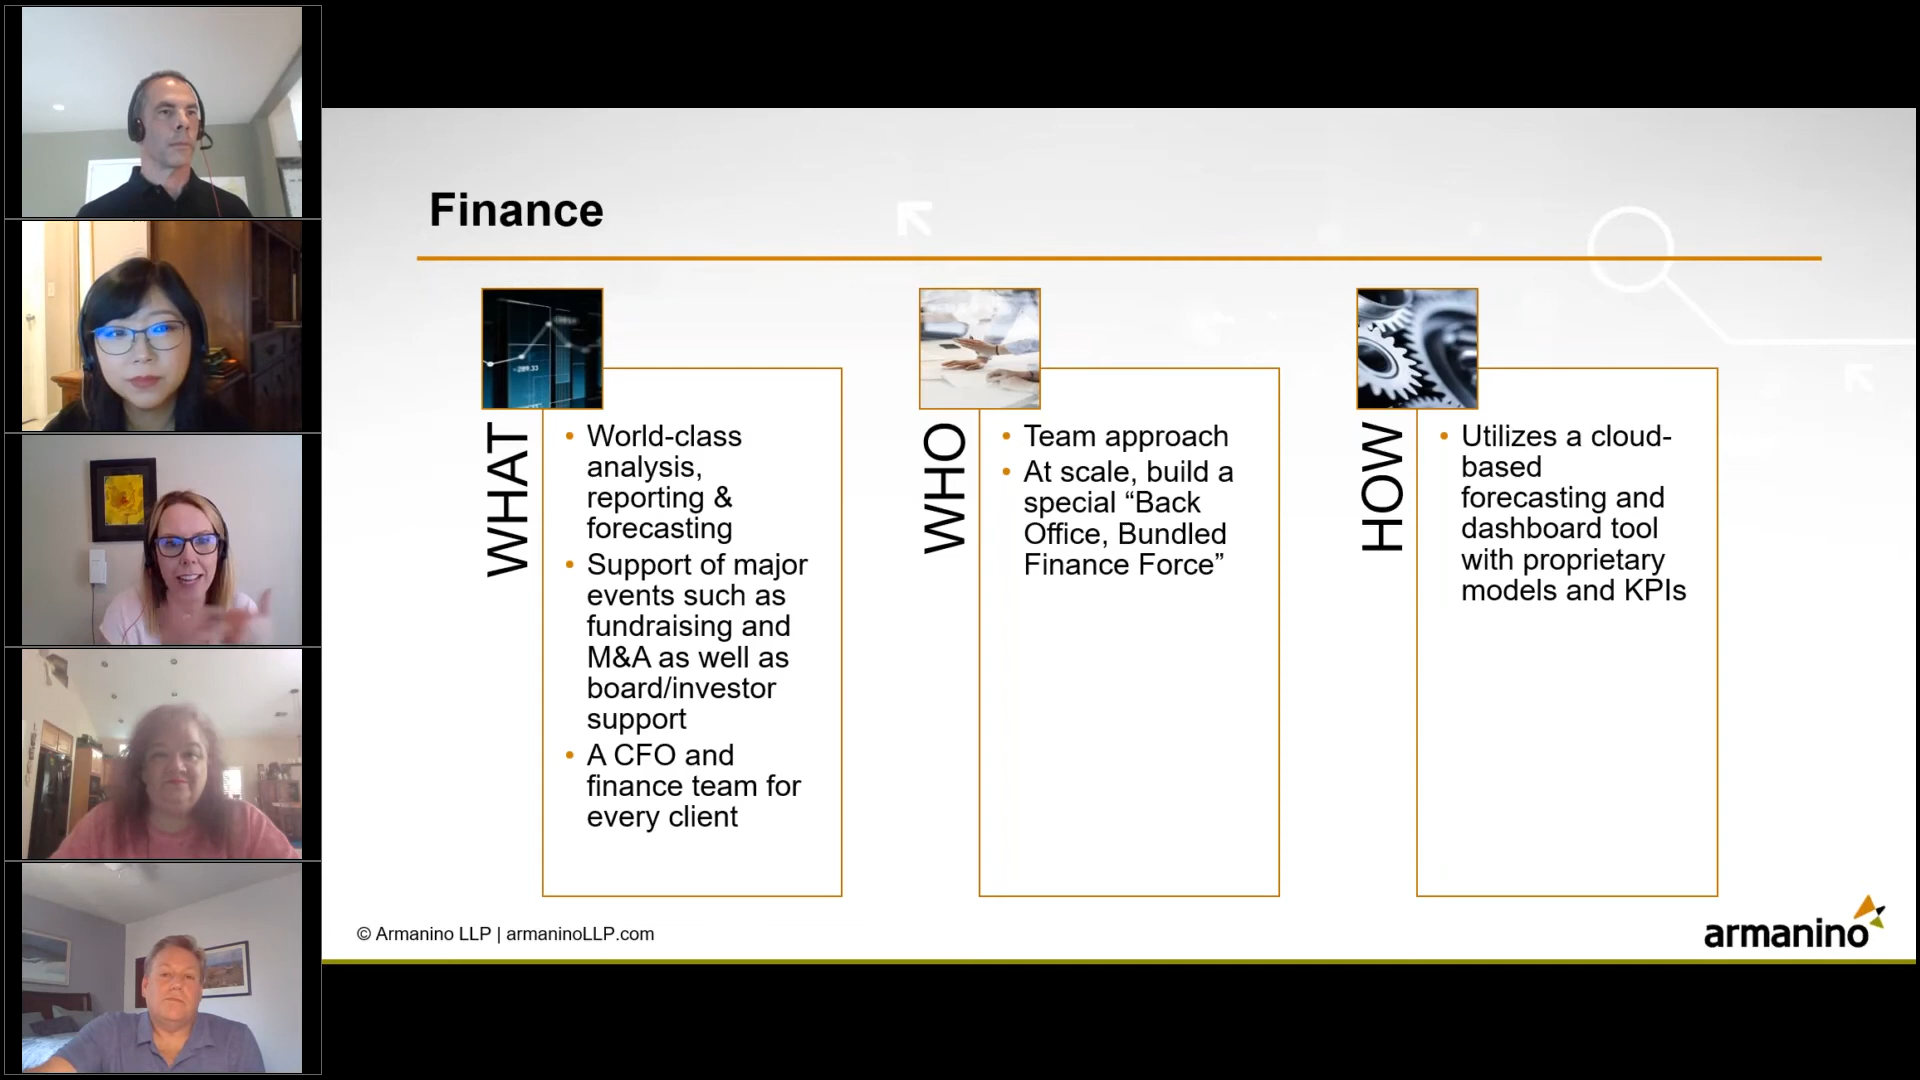 Finance
WHAT
World-class
analysis,
reporting &
forecasting
Support of major
events such as
fundraising and
M&A as well as
board/investor
support
A CFO and
finance team for
every client
WHO
Team approach
At scale, build a
special “Back
Office, Bundled
Finance Force”
HOW
Utilizes a cloud-
based
forecasting and
dashboard tool
with proprietary
models and KPIs
© Armanino LLP | armaninoLLP.com
armanino